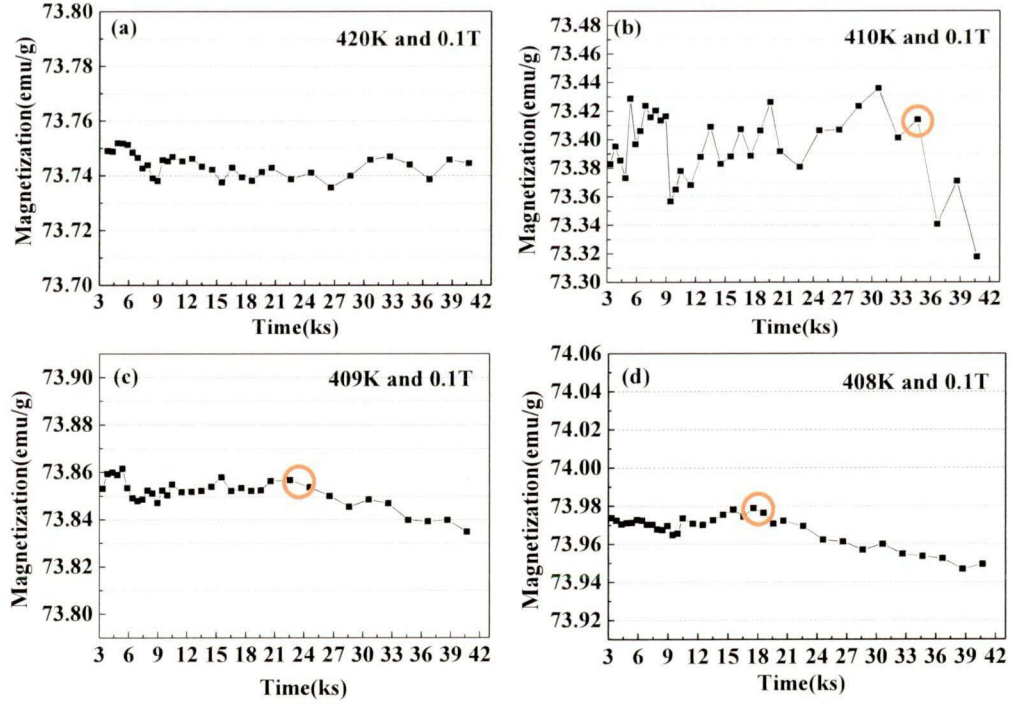 (a)
420K and 0.1T
Magnetization(emu/g)
73.80
73.78
73.76
73.74
73.72
73.70
3 6 9 12 15 18 21 24 27 30 33 36 39 42
Time(ks)
(b)
410K and 0.1T
Magnetization(emu/g)
73.48
73.46
73.44
73.42
73.40
73.38
73.36
73.34
73.32
73.30
3 6 9 12 15 18 21 24 27 30 33 36 39 42
Time(ks)
(c)
409K and 0.1T
Magnetization(emu/g)
73.90
73.88
73.86
73.84
73.82
73.80
3 6 9 12 15 18 21 24 27 30 33 36 39 42
Time(ks)
(d)
408K and 0.1T
Magnetization(emu/g)
74.06
74.04
74.02
74.00
73.98
73.96
73.94
73.92
3 6 9 12 15 18 21 24 27 30 33 36 39 42
Time(ks)